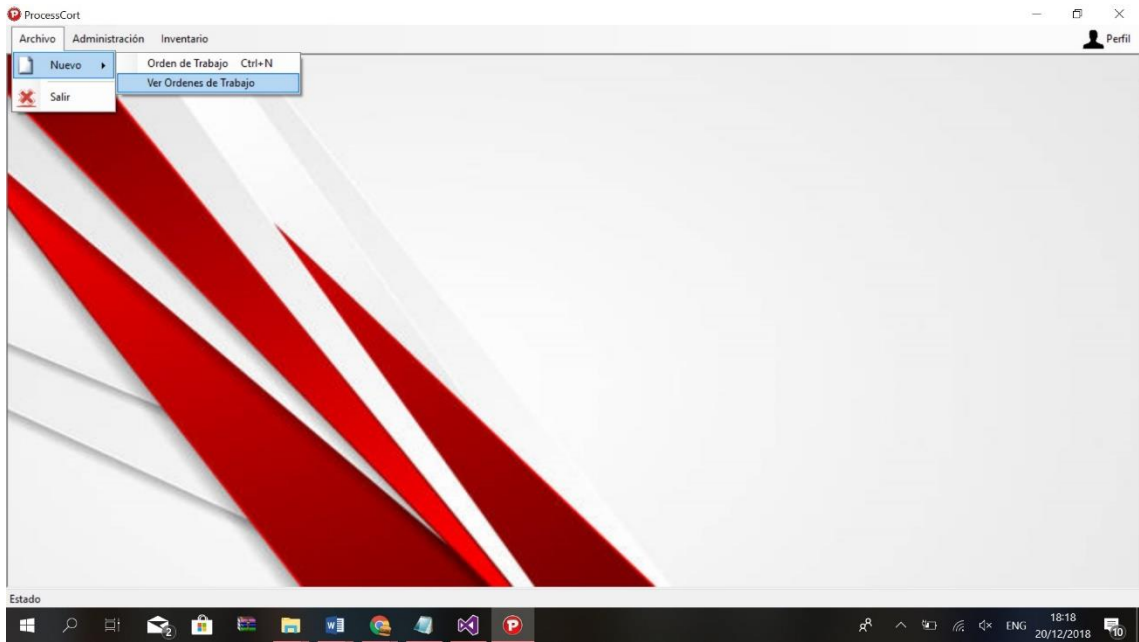 ProcessCort
Archivo Administración Inventario Perfil
Nuevo
Orden de Trabajo Ctrl+N
Ver Ordenes de Trabajo
Salir
Estado
2
ENG
18:18
20/12/2018
10